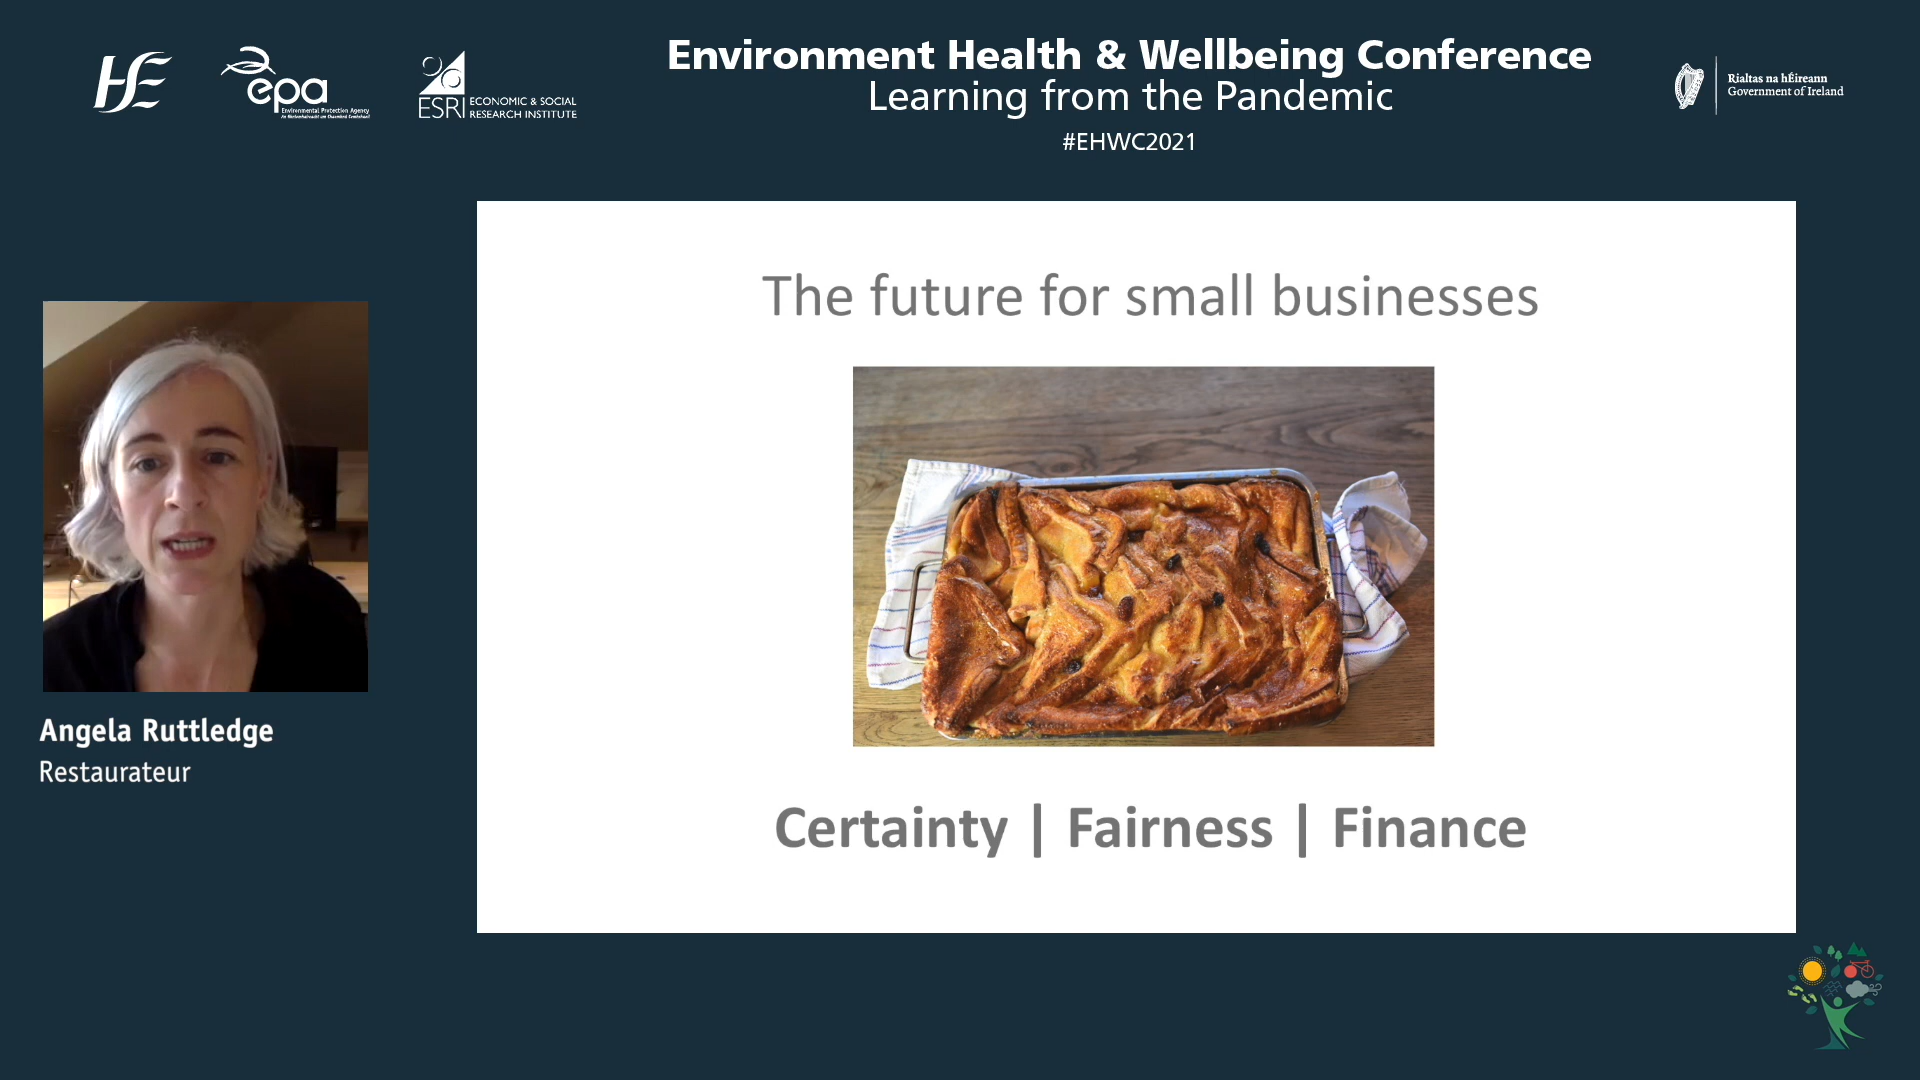 HSE
epa
Environmental Protection Agency
An Ghníomhaireacht um Chaomhnú Comhshaoil
ESRI
ECONOMIC & SOCIAL
RESEARCH INSTITUTE
Environment Health & Wellbeing Conference
Learning from the Pandemic
#EHWC2021
Rialtas na hÉireann
Government of Ireland
The future for small businesses
Certainty | Fairness | Finance
Angela Ruttledge
Restaurateur